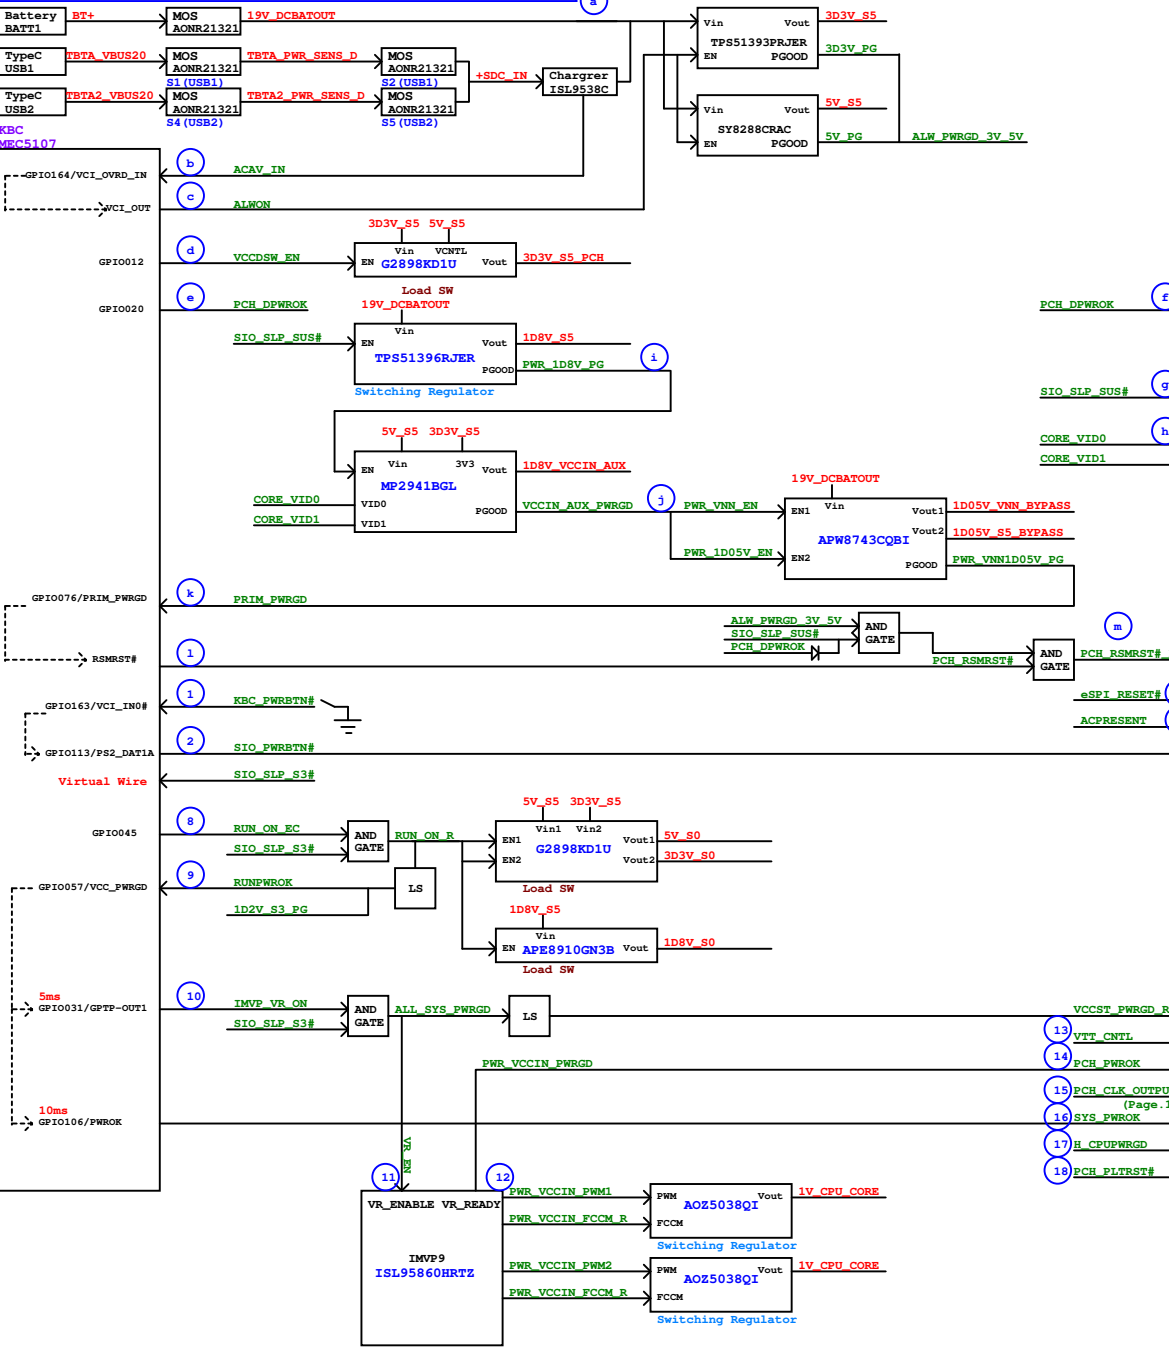 a
Battery
BATT1
BT+
MOS
AONR21321
19V_DCBATOUT
Vin
Vout
3D3V_S5
TPS51393PRJER
EN
PGOOD
3D3V_PG
TypeC
USB1
TBTA_VBUS20
MOS
AONR21321
S1(USB1)
TBTA_PWR_SENS_D
MOS
AONR21321
S2(USB1)
+SDC_IN
Chargrer
ISL9538C
TypeC
USB2
TBTA2_VBUS20
MOS
AONR21321
S4(USB2)
TBTA2_PWR_SENS_D
MOS
AONR21321
S5(USB2)
Vin
Vout
5V_S5
SY8288CRAC
EN
PGOOD
5V_PG
ALW_PWRGD_3V_5V
KBC
MEC5107
GPIO164/VCI_OVRD_IN
b
ACAV_IN
VCI_OUT
c
ALWON
GPIO012
d
VCCDSW_EN
3D3V_S5 5V_S5
Vin VCNTL
EN
G2898KD1U
Vout
3D3V_S5_PCH
Load SW
GPIO020
e
PCH_DPWROK
PCH_DPWROK
f
19V_DCBATOUT
Vin
SIO_SLP_SUS#
EN
Vout
1D8V_S5
TPS51396RJER
PGOOD
PWR_1D8V_PG
i
Switching Regulator
SIO_SLP_SUS#
g
CORE_VID0
h
CORE_VID1
5V_S5 3D3V_S5
Vin
3V3
EN
Vout
1D8V_VCCIN_AUX
MP2941BGL
CORE_VID0
VID0
CORE_VID1
VID1
PGOOD
VCCIN_AUX_PWRGD
j
PWR_VNN_EN
PWR_1D05V_EN
19V_DCBATOUT
Vin
EN1
Vout1
1D05V_VNN_BYPASS
Vout2
1D05V_S5_BYPASS
APW8743CQBI
EN2
PGOOD
PWR_VNN1D05V_PG
GPIO076/PRIM_PWRGD
k
PRIM_PWRGD
ALW_PWRGD_3V_5V
SIO_SLP_SUS#
PCH_DPWROK
AND
GATE
m
RSMRST#
l
PCH_RSMRST#
AND
GATE
PCH_RSMRST#_
GPIO163/VCI_IN0#
1
KBC_PWRBTN#
eSPI_RESET#
ACPRESENT
GPIO113/PS2_DAT1A
2
SIO_PWRBTN#
Virtual Wire
SIO_SLP_S3#
GPIO045
8
RUN_ON_EC
SIO_SLP_S3#
AND
GATE
RUN_ON_R
5V_S5 3D3V_S5
Vin1 Vin2
EN1
Vout1
5V_S0
G2898KD1U
EN2
Vout2
3D3V_S0
Load SW
GPIO057/VCC_PWRGD
9
RUNPWROK
LS
1D2V_S3_PG
1D8V_S5
Vin
EN
APE8910GN3B
Vout
1D8V_S0
Load SW
5ms
GPIO031/GPTP-OUT1
10
IMVP_VR_ON
SIO_SLP_S3#
AND
GATE
ALL_SYS_PWRGD
LS
VCCST_PWRGD_R
13
VTT_CNTL
14
PCH_PWROK
PWR_VCCIN_PWRGD
15
PCH_CLK_OUTPU
(Page.1
10ms
GPIO106/PWROK
16
SYS_PWROK
17
H_CPUPWRGD
18
PCH_PLTRST#
VR_EN
11
12
VR_ENABLE VR_READY
IMVP9
ISL95860HRTZ
PWR_VCCIN_PWM1
PWM
Vout
1V_CPU_CORE
AOZ5038QI
PWR_VCCIN_FCCM_R
FCCM
Switching Regulator
PWR_VCCIN_PWM2
PWM
Vout
1V_CPU_CORE
AOZ5038QI
PWR_VCCIN_FCCM_R
FCCM
Switching Regulator